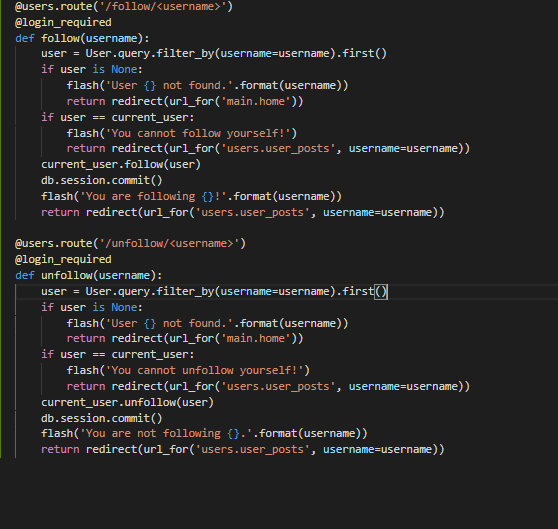 @users.route('/follow/<username>')
@login_required
def follow(username):
    user = User.query.filter_by(username=username).first()
    if user is None:
        flash('User {} not found.'.format(username))
        return redirect(url_for('main.home'))
    if user == current_user:
        flash('You cannot follow yourself!')
        return redirect(url_for('users.user_posts', username=username))
    current_user.follow(user)
    db.session.commit()
    flash('You are following {}!'.format(username))
    return redirect(url_for('users.user_posts', username=username))

@users.route('/unfollow/<username>')
@login_required
def unfollow(username):
    user = User.query.filter_by(username=username).first()
    if user is None:
        flash('User {} not found.'.format(username))
        return redirect(url_for('main.home'))
    if user == current_user:
        flash('You cannot unfollow yourself!')
        return redirect(url_for('users.user_posts', username=username))
    current_user.unfollow(user)
    db.session.commit()
    flash('You are not following {}.'.format(username))
    return redirect(url_for('users.user_posts', username=username))